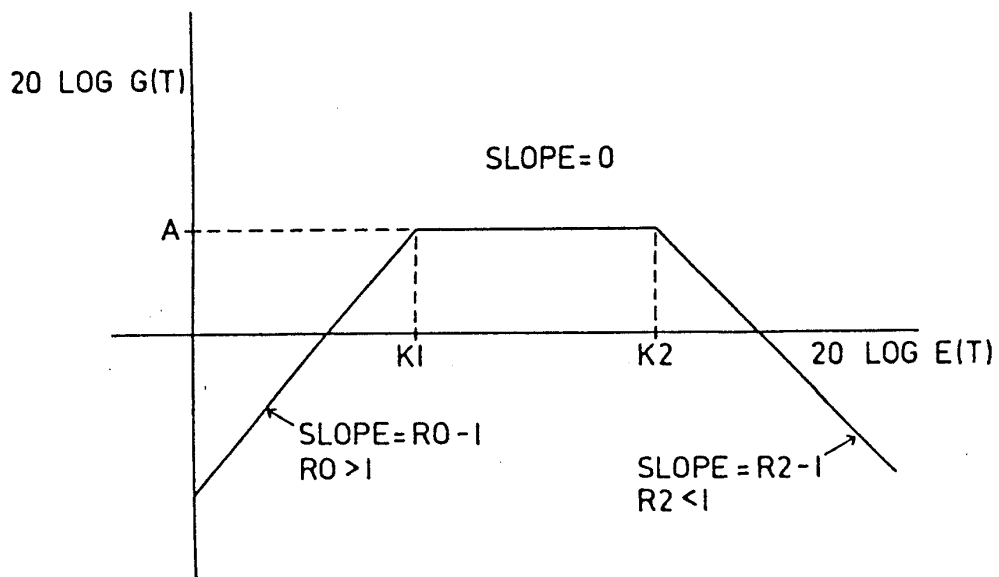 20 LOG G(T)
SLOPE=0
A
K1
K2
20 LOG E(T)
SLOPE=R0-1
R0>1
SLOPE=R2-1
R2<1